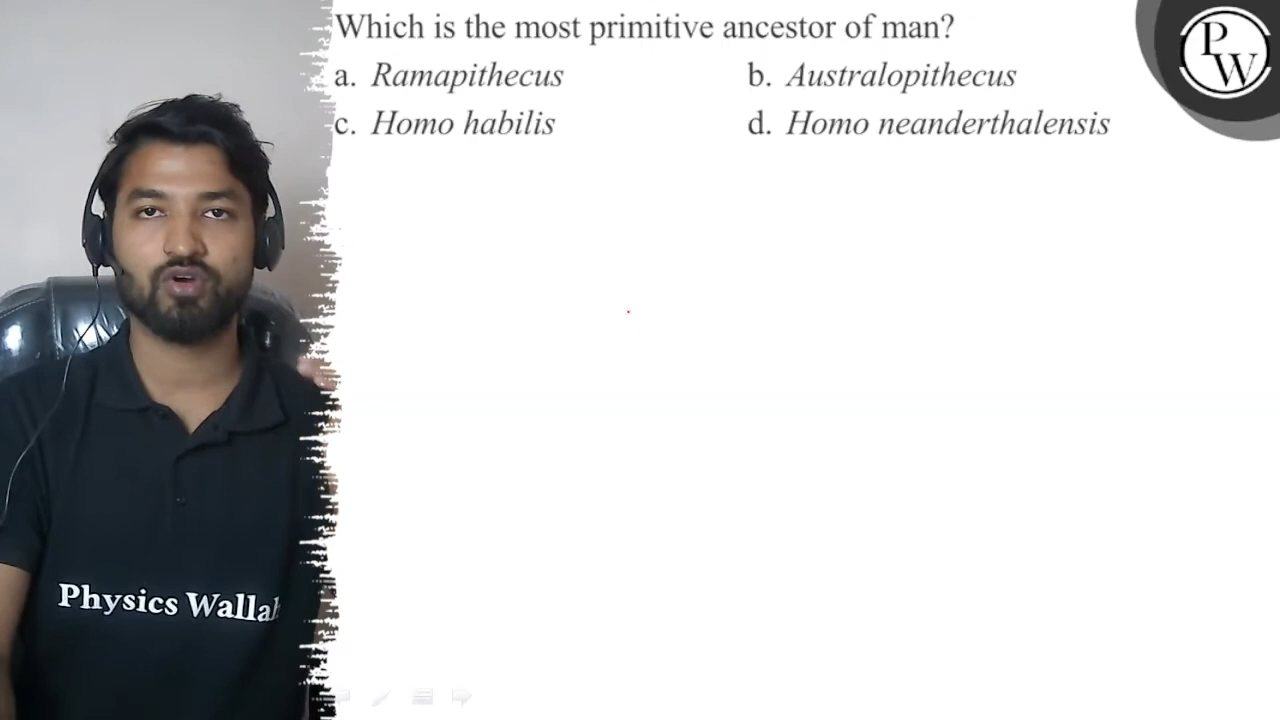 Which is the most primitive ancestor of man?
a. Ramapithecus b. Australopithecus
c. Homo habilis d. Homo neanderthalensis
PW
Physics Wallah